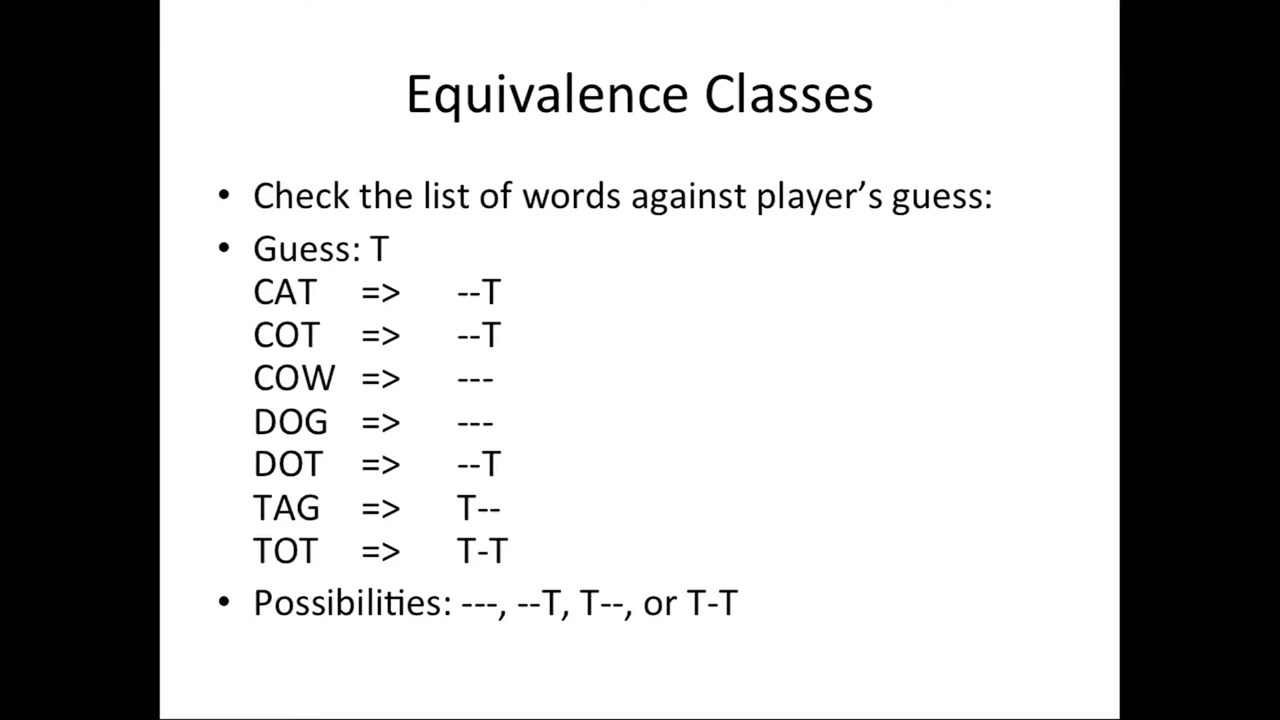 Equivalence Classes
• Check the list of words against player’s guess:
• Guess: T
CAT => --T
COT => --T
COW => ---
DOG => ---
DOT => --T
TAG => T--
TOT => T-T
• Possibilities: ---, --T, T--, or T-T